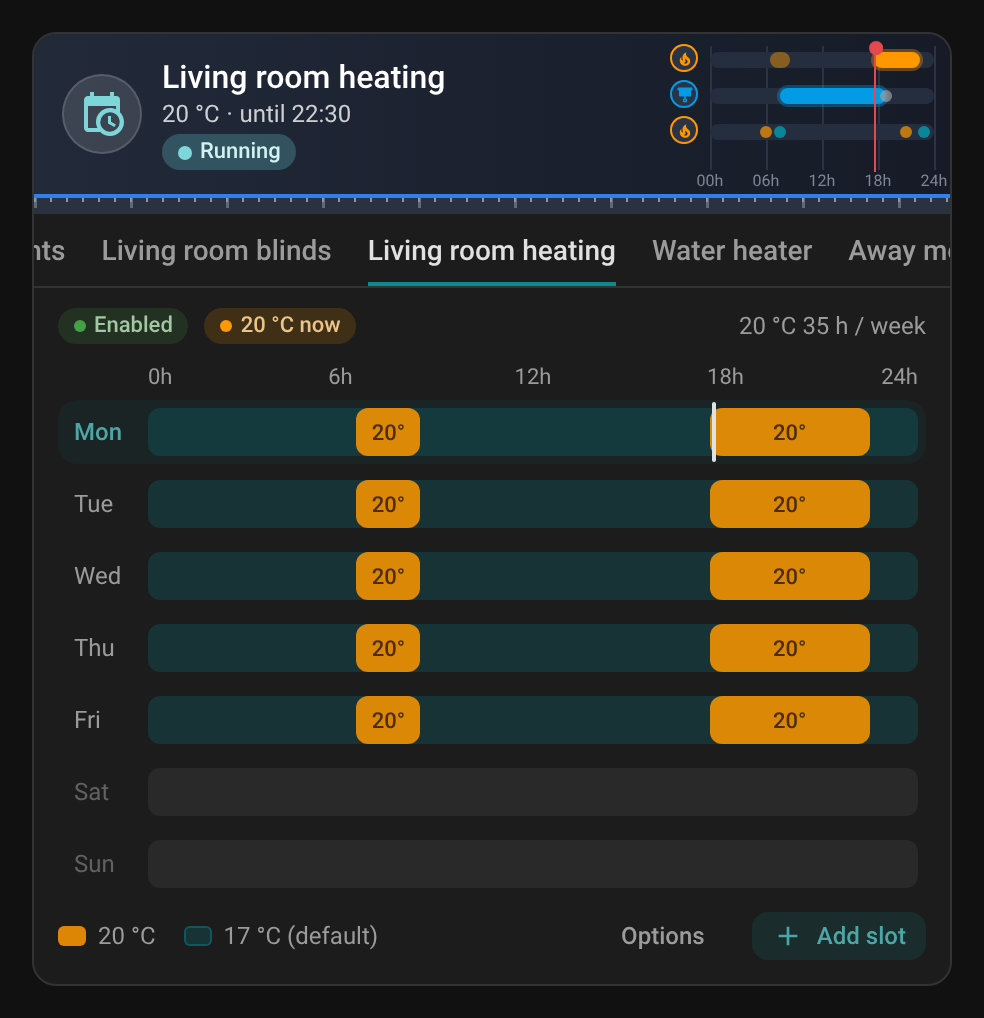 Living room heating
20 °C · until 22:30
Running
00h 06h 12h 18h 24h
nts Living room blinds Living room heating Water heater Away m
Enabled 20 °C now 20 °C 35 h / week
0h 6h 12h 18h 24h
Mon 20° 20°
Tue 20° 20°
Wed 20° 20°
Thu 20° 20°
Fri 20° 20°
Sat
Sun
20 °C 17 °C (default) Options + Add slot